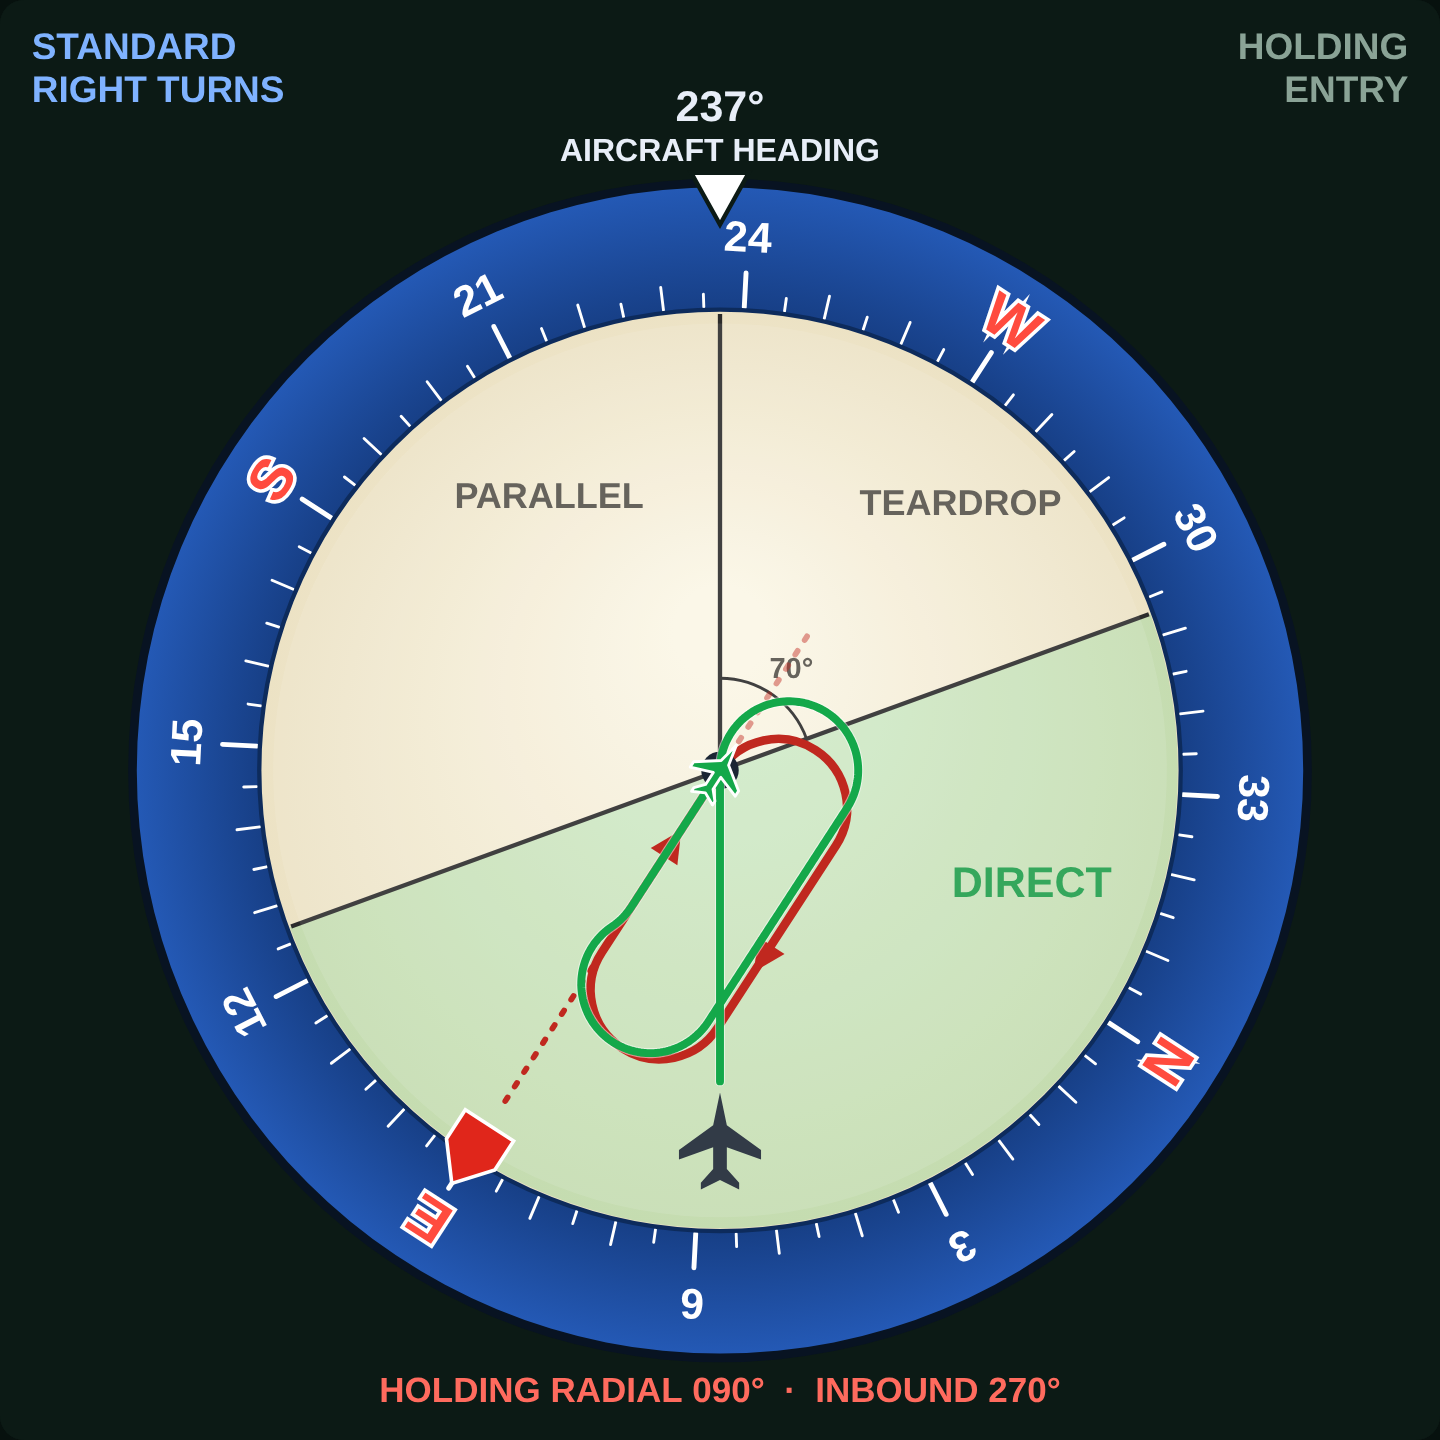 STANDARD
RIGHT TURNS
HOLDING
ENTRY
237°
AIRCRAFT HEADING
24
21
W
S
PARALLEL
TEARDROP
30
70°
15
33
DIRECT
12
N
E
3
6
HOLDING RADIAL 090° · INBOUND 270°